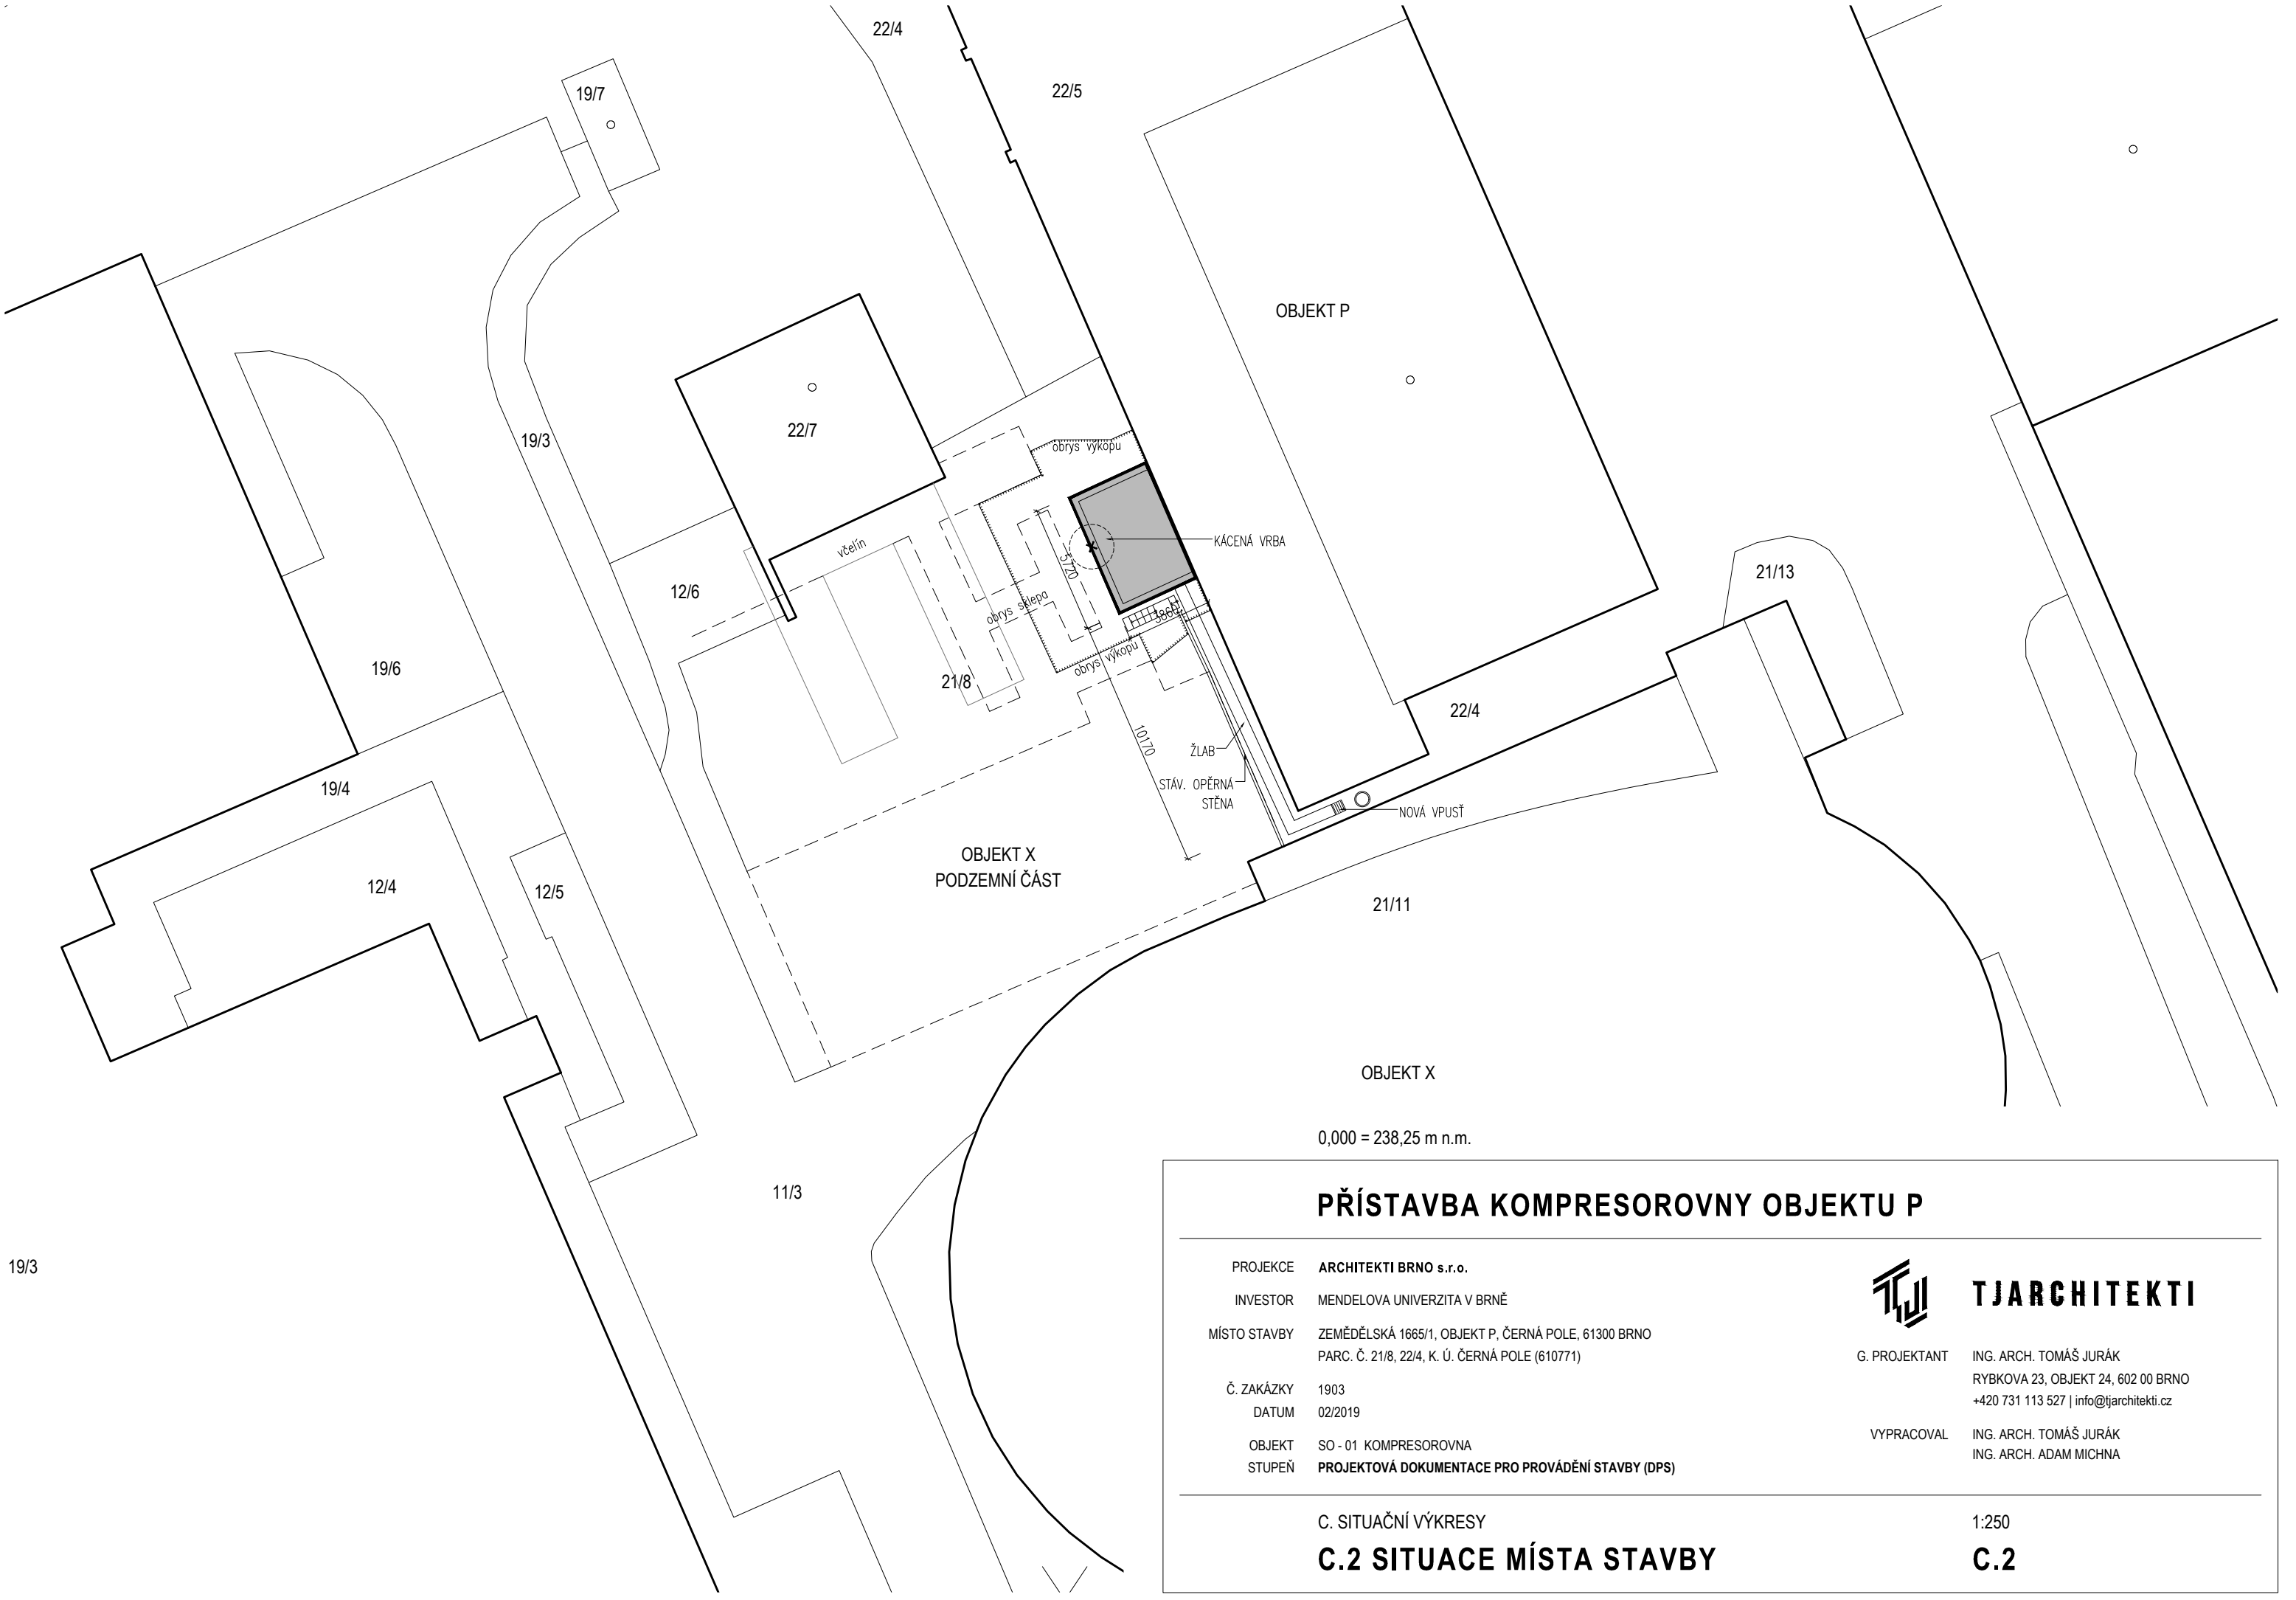 22/4
22/5
19/7
OBJEKT P
19/3
22/7
obrys výkopu
KÁCENÁ VRBA
včelín
5720
21/13
12/6
obrys sklepa
3860
obrys výkopu
19/6
21/8
22/4
10170
ŽLAB
STÁV. OPĚRNÁ
STĚNA
19/4
NOVÁ VPUSŤ
OBJEKT X
PODZEMNÍ ČÁST
12/4
12/5
21/11
OBJEKT X
0,000 = 238,25 m n.m.
11/3
19/3
PŘÍSTAVBA KOMPRESOROVNY OBJEKTU P
PROJEKCE ARCHITEKTI BRNO s.r.o.
INVESTOR MENDELOVA UNIVERZITA V BRNĚ
MÍSTO STAVBY ZEMĚDĚLSKÁ 1665/1, OBJEKT P, ČERNÁ POLE, 61300 BRNO
PARC. Č. 21/8, 22/4, K. Ú. ČERNÁ POLE (610771)
Č. ZAKÁZKY 1903
DATUM 02/2019
OBJEKT SO - 01 KOMPRESOROVNA
STUPEŇ PROJEKTOVÁ DOKUMENTACE PRO PROVÁDĚNÍ STAVBY (DPS)
TJARCHITEKTI
G. PROJEKTANT ING. ARCH. TOMÁŠ JURÁK
RYBKOVA 23, OBJEKT 24, 602 00 BRNO
+420 731 113 527 | info@tjarchitekti.cz
VYPRACOVAL ING. ARCH. TOMÁŠ JURÁK
ING. ARCH. ADAM MICHNA
C. SITUAČNÍ VÝKRESY
1:250
C.2 SITUACE MÍSTA STAVBY
C.2